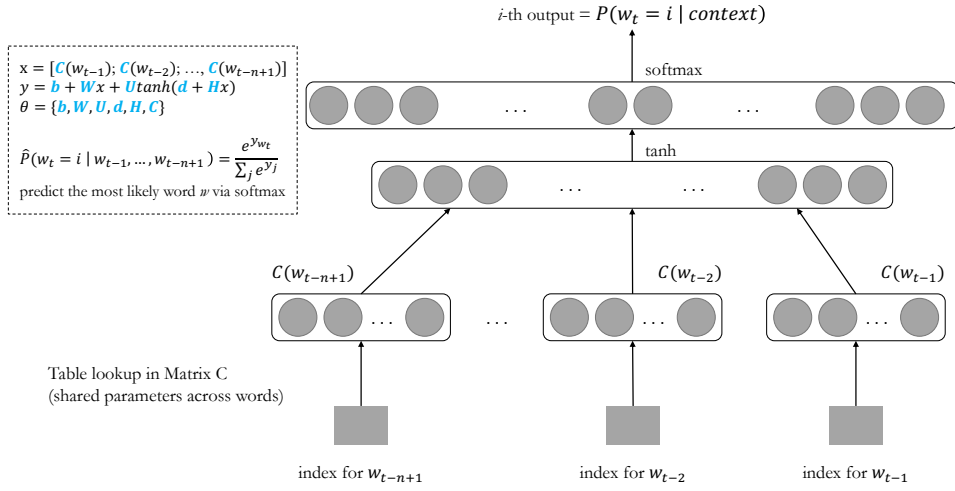 i-th output = P(w_t = i | context)
x = [C(w_{t−1}); C(w_{t−2}); …, C(w_{t−n+1})]
y = b + Wx + Utanh(d + Hx)
θ = {b, W, U, d, H, C}
P̂(w_t = i | w_{t−1}, …, w_{t−n+1}) = e^{y_{w_t}} / ∑_j e^{y_j}
predict the most likely word w via softmax
softmax
... ...
tanh
... ...
C(w_{t−n+1}) C(w_{t−2}) C(w_{t−1})
... ... ... ...
Table lookup in Matrix C
(shared parameters across words)
index for w_{t−n+1} index for w_{t−2} index for w_{t−1}